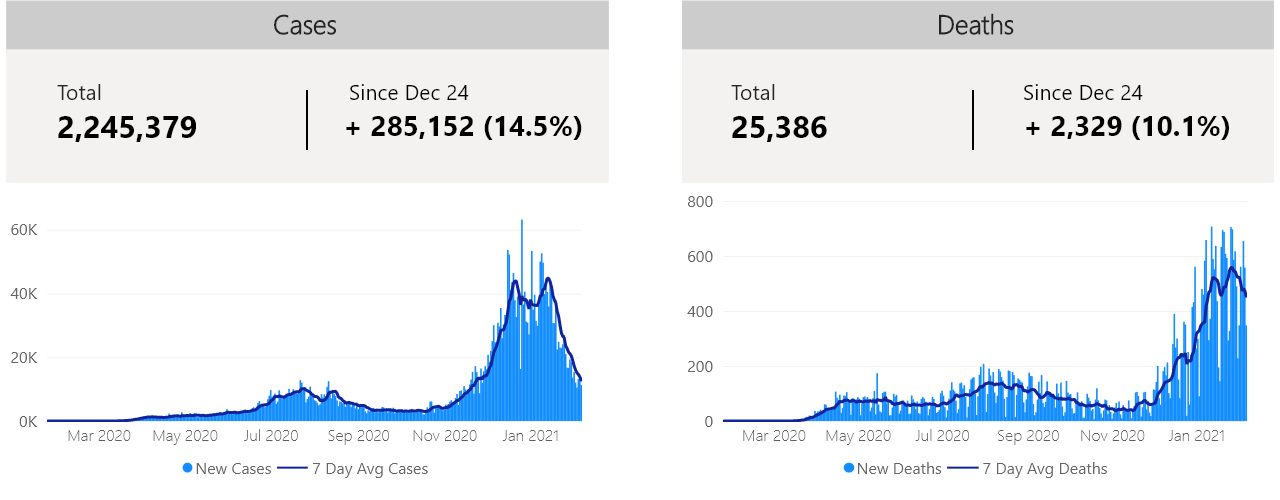 Cases
Total
2,245,379
Since Dec 24
+ 285,152 (14.5%)
60K
40K
20K
0K
Mar 2020 May 2020 Jul 2020 Sep 2020 Nov 2020 Jan 2021
New Cases 7 Day Avg Cases
Deaths
Total
25,386
Since Dec 24
+ 2,329 (10.1%)
800
600
400
200
0
Mar 2020 May 2020 Jul 2020 Sep 2020 Nov 2020 Jan 2021
New Deaths 7 Day Avg Deaths